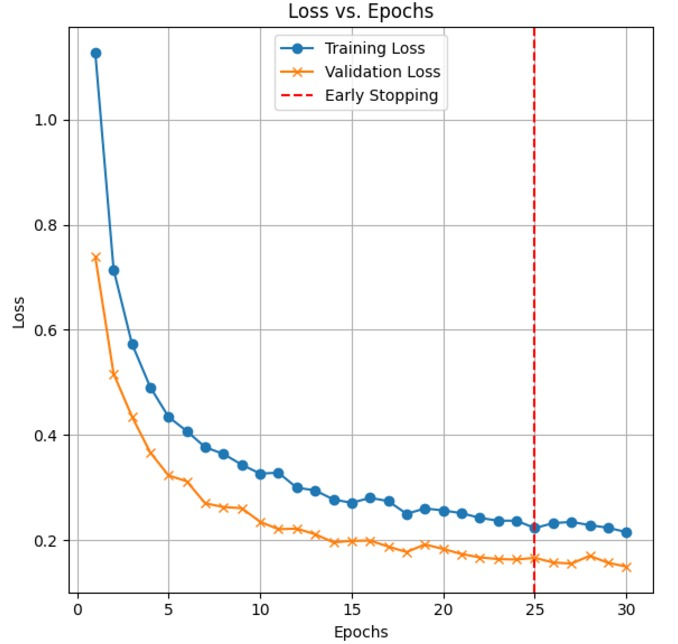 Loss vs. Epochs
Training Loss
Validation Loss
Early Stopping
Loss
1.0
0.8
0.6
0.4
0.2
0 5 10 15 20 25 30
Epochs